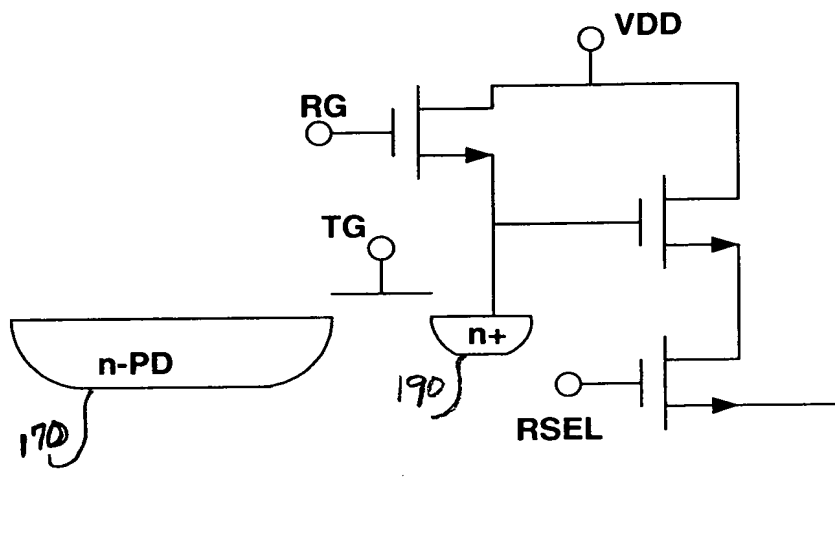 VDD
RG
TG
n-PD
n+
190
170
RSEL